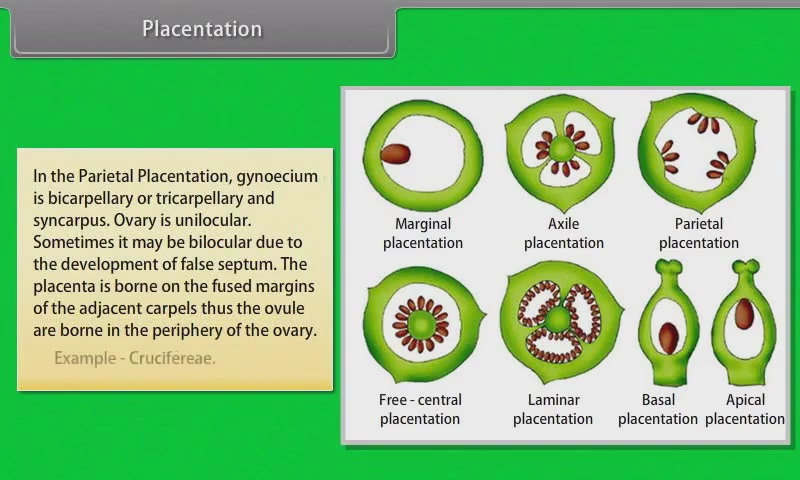 Placentation
In the Parietal Placentation, gynoecium
is bicarpellary or tricarpellary and
syncarpus. Ovary is unilocular.
Sometimes it may be bilocular due to
the development of false septum. The
placenta is borne on the fused margins
of the adjacent carpels thus the ovule
are borne in the periphery of the ovary.
Example - Crucifereae.
Marginal
placentation
Axile
placentation
Parietal
placentation
Free - central
placentation
Laminar
placentation
Basal
placentation
Apical
placentation